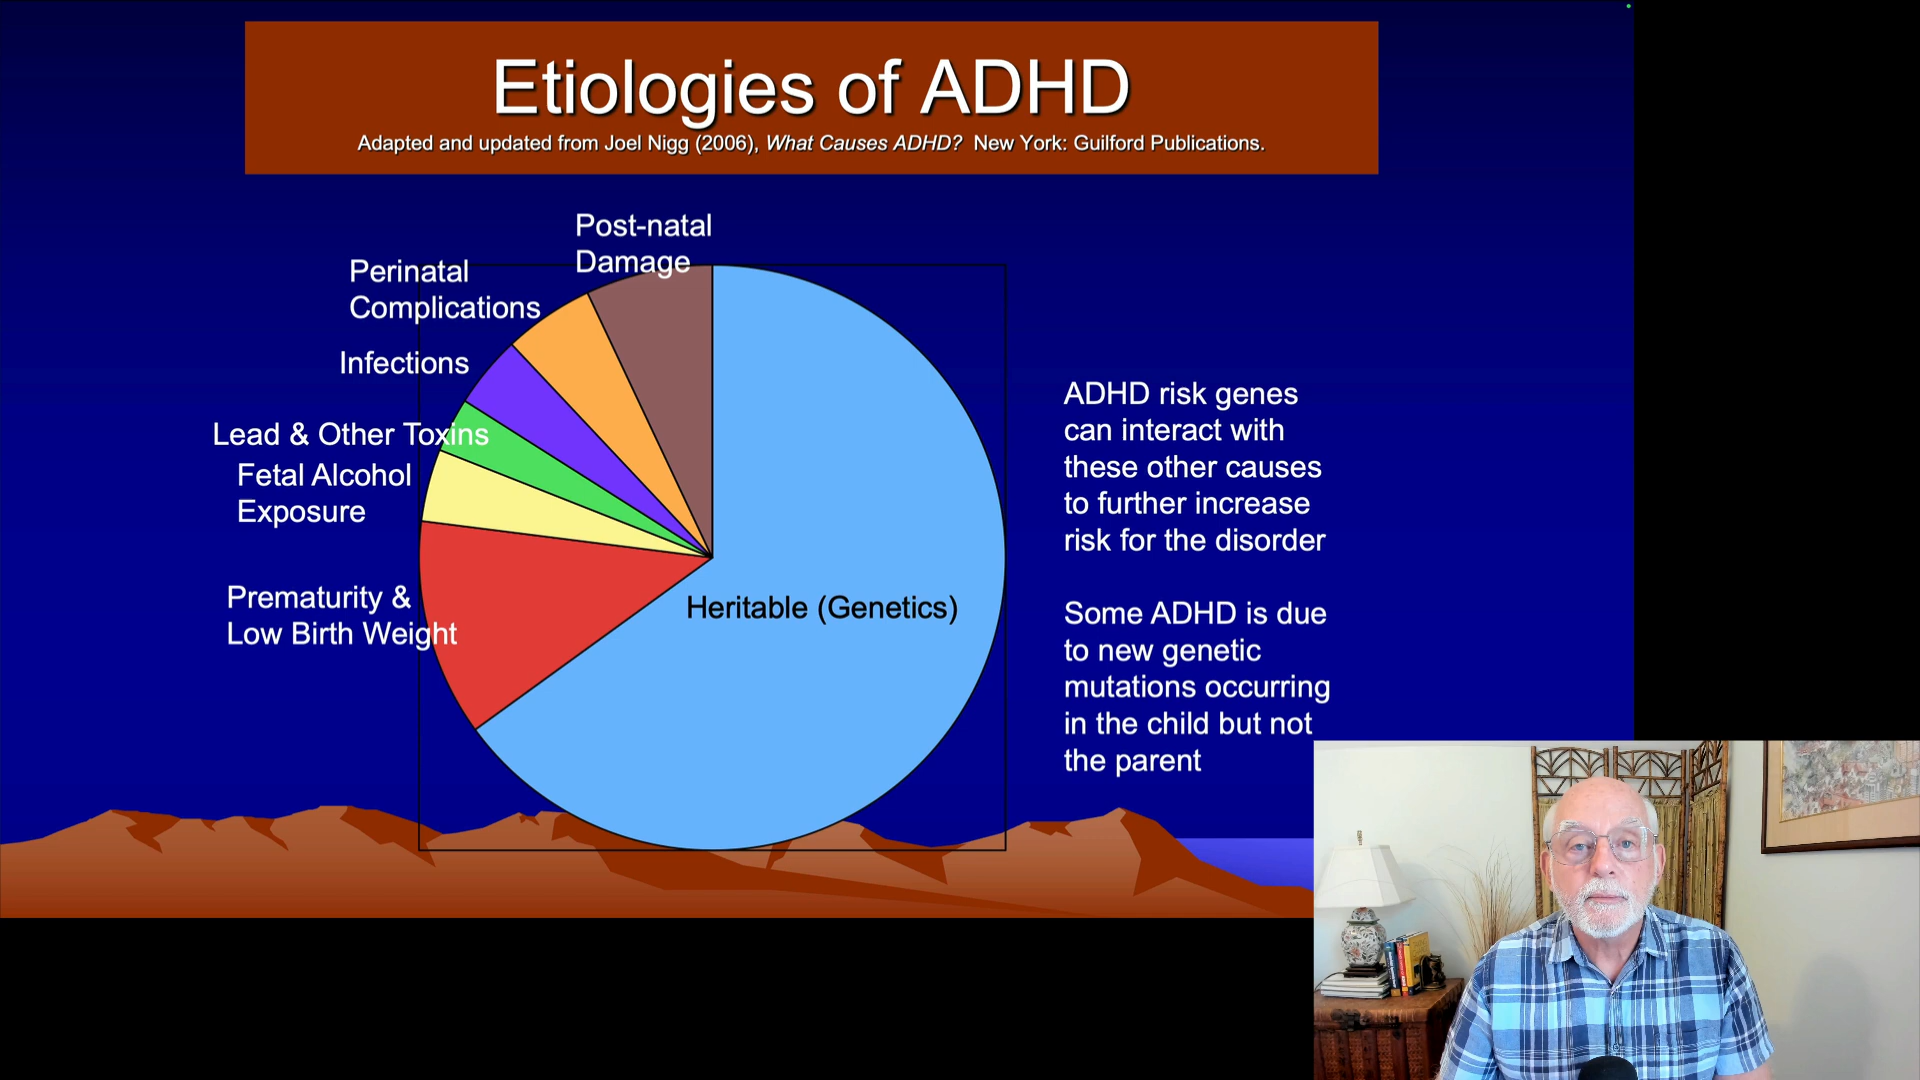 Etiologies of ADHD
Adapted and updated from Joel Nigg (2006), What Causes ADHD? New York: Guilford Publications.
Post-natal
Damage
Perinatal
Complications
Infections
Lead & Other Toxins
Fetal Alcohol
Exposure
Prematurity &
Low Birth Weight
Heritable (Genetics)
ADHD risk genes
can interact with
these other causes
to further increase
risk for the disorder
Some ADHD is due
to new genetic
mutations occurring
in the child but not
the parent